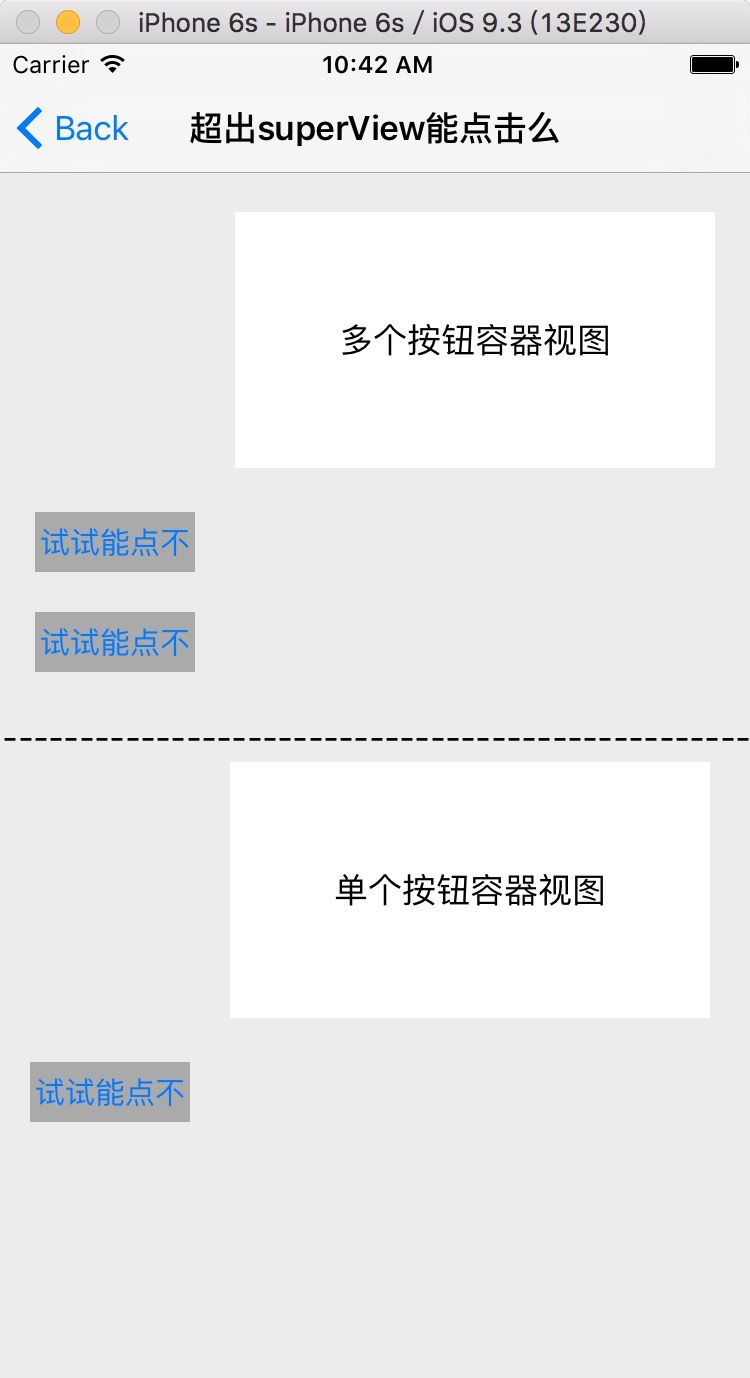 iPhone 6s - iPhone 6s / iOS 9.3 (13E230)
Carrier 10:42 AM
Back 超出superView能点击么
多个按钮容器视图
试试能点不
试试能点不
单个按钮容器视图
试试能点不